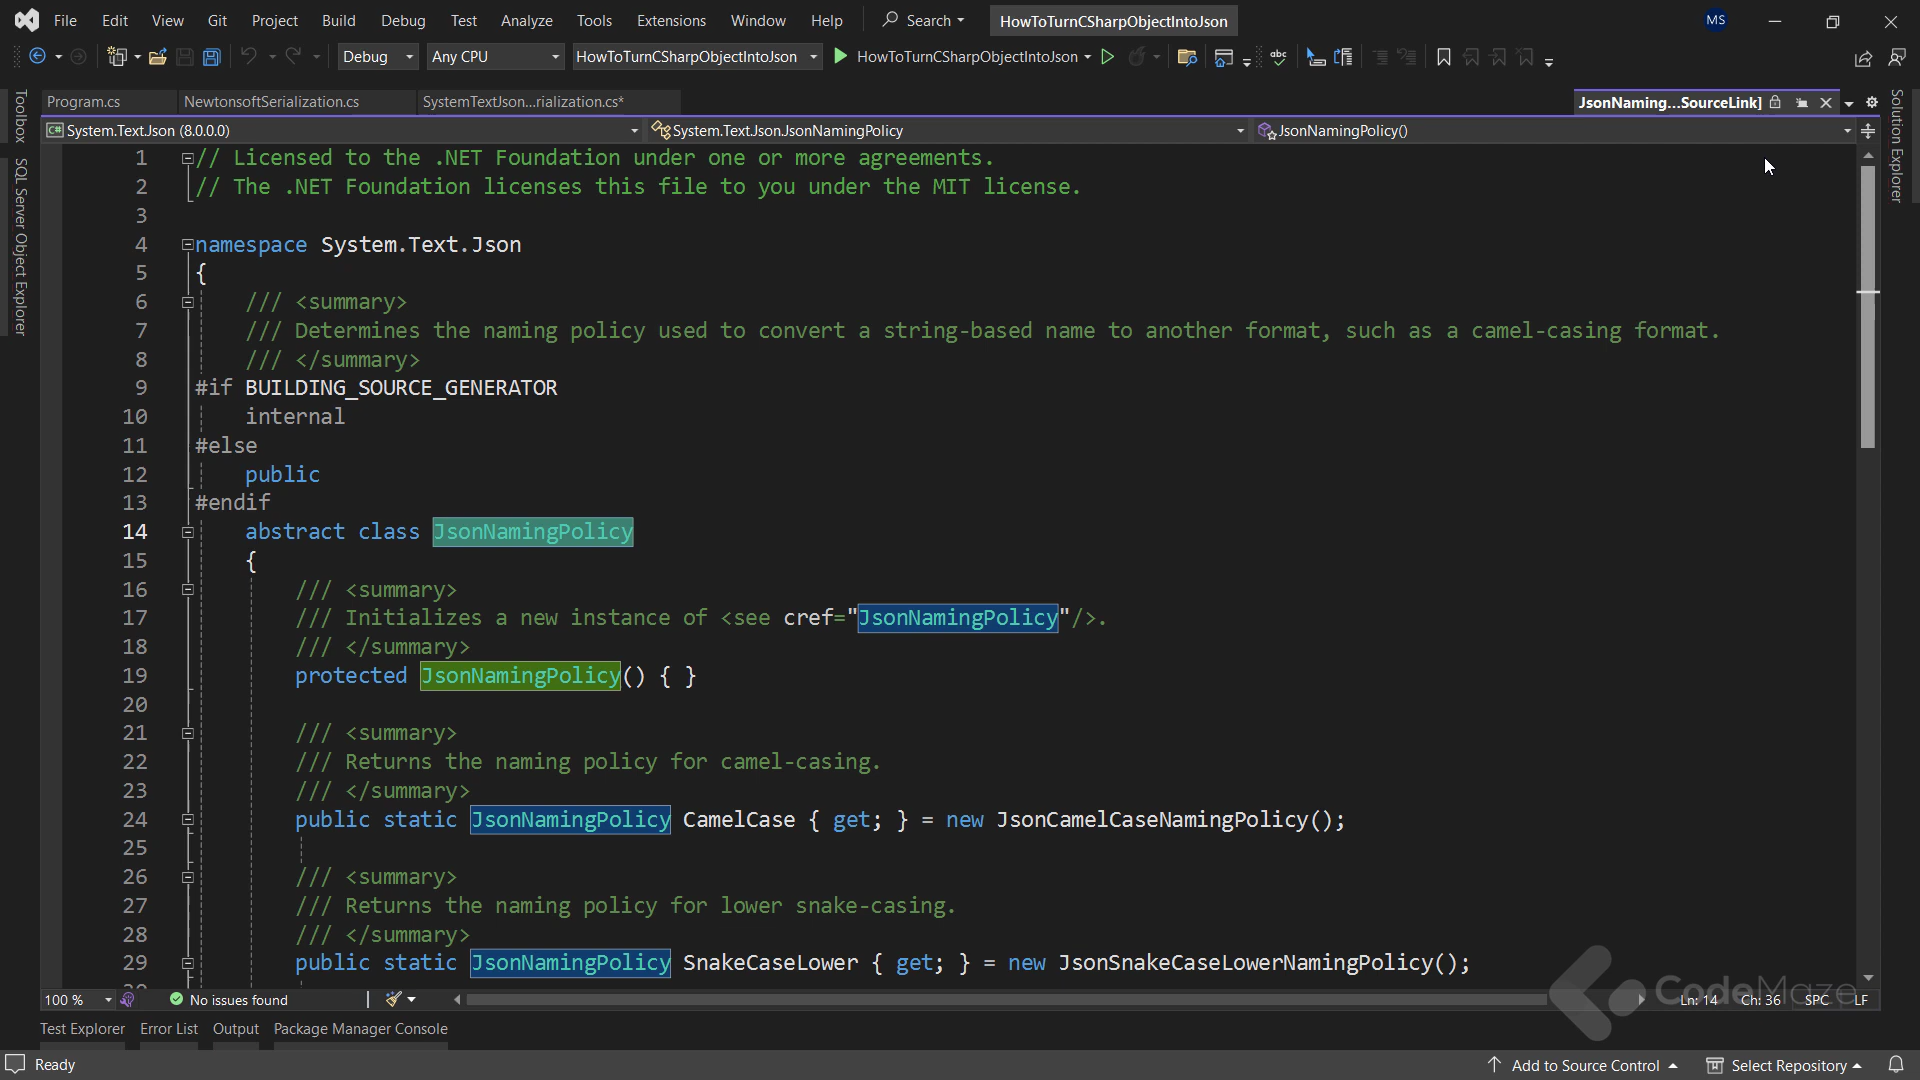 File Edit View Git Project Build Debug Test Analyze Tools Extensions Window Help Search HowToTurnCSharpObjectIntoJson MS
Debug Any CPU HowToTurnCSharpObjectIntoJson HowToTurnCSharpObjectIntoJson abc
Program.cs NewtonsoftSerialization.cs SystemTextJson...rialization.cs* JsonNaming...SourceLink]
Toolbox
SQL Server Object Explorer
Solution Explorer
C# System.Text.Json (8.0.0.0) System.Text.Json.JsonNamingPolicy JsonNamingPolicy()
1 // Licensed to the .NET Foundation under one or more agreements.
2 // The .NET Foundation licenses this file to you under the MIT license.
3
4 namespace System.Text.Json
5 {
6 /// <summary>
7 /// Determines the naming policy used to convert a string-based name to another format, such as a camel-casing format.
8 /// </summary>
9 #if BUILDING_SOURCE_GENERATOR
10 internal
11 #else
12 public
13 #endif
14 abstract class JsonNamingPolicy
15 {
16 /// <summary>
17 /// Initializes a new instance of <see cref="JsonNamingPolicy"/>.
18 /// </summary>
19 protected JsonNamingPolicy() { }
20
21 /// <summary>
22 /// Returns the naming policy for camel-casing.
23 /// </summary>
24 public static JsonNamingPolicy CamelCase { get; } = new JsonCamelCaseNamingPolicy();
25
26 /// <summary>
27 /// Returns the naming policy for lower snake-casing.
28 /// </summary>
29 public static JsonNamingPolicy SnakeCaseLower { get; } = new JsonSnakeCaseLowerNamingPolicy();
100 % No issues found Ln: 14 Ch: 36 SPC LF
CodeMaze
Test Explorer Error List Output Package Manager Console
Ready Add to Source Control Select Repository